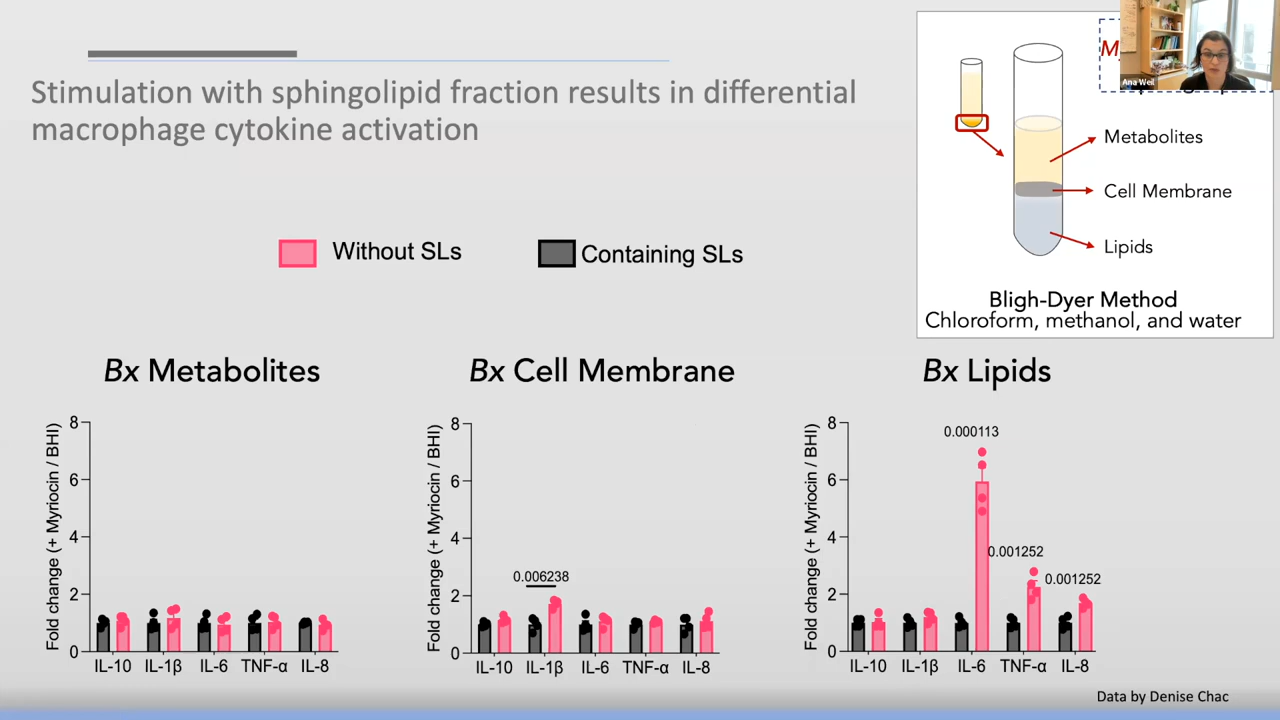 Stimulation with sphingolipid fraction results in differential
macrophage cytokine activation
Ana Weil
Metabolites
Cell Membrane
Lipids
Bligh-Dyer Method
Chloroform, methanol, and water
Without SLs
Containing SLs
Bx Metabolites
Fold change (+ Myriocin / BHI)
8
6
4
2
0
IL-10 IL-1β IL-6 TNF-α IL-8
Bx Cell Membrane
Fold change (+ Myriocin / BHI)
8
6
4
2
0
0.006238
IL-10 IL-1β IL-6 TNF-α IL-8
Bx Lipids
Fold change (+ Myriocin / BHI)
8
6
4
2
0
0.000113
0.001252
0.001252
IL-10 IL-1β IL-6 TNF-α IL-8
Data by Denise Chac